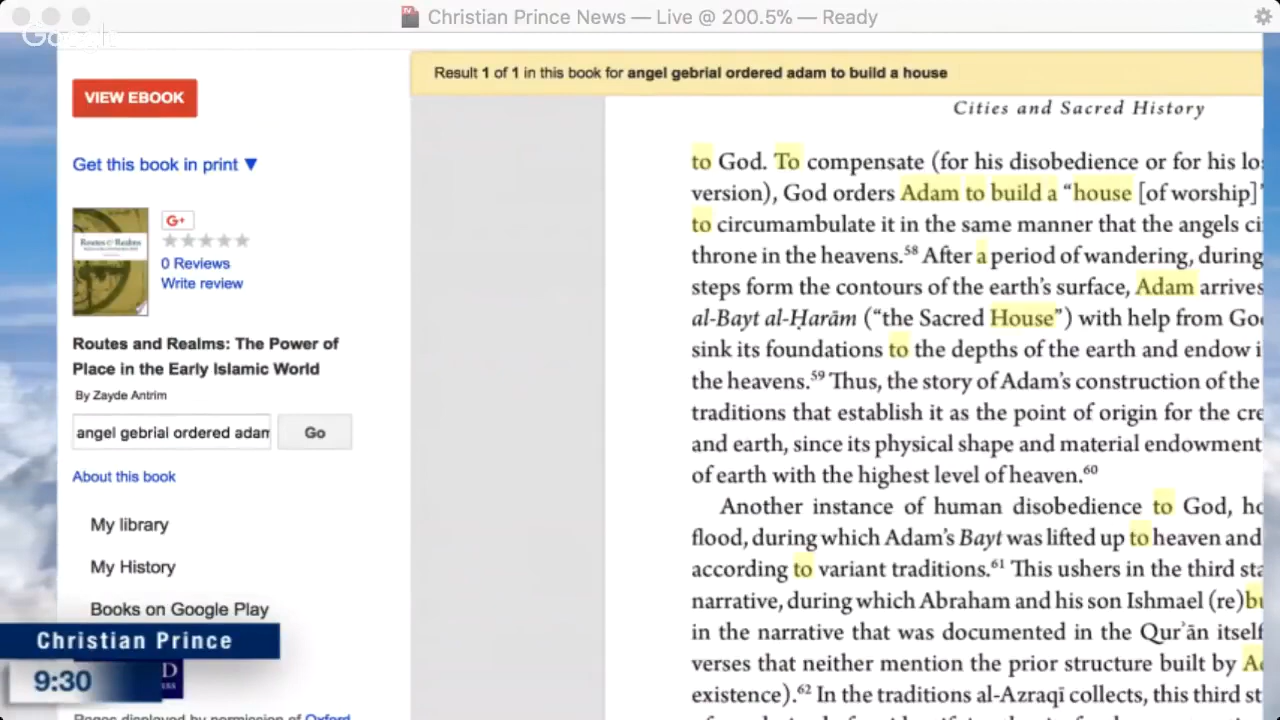 Christian Prince News — Live @ 200.5% — Ready
Google
VIEW EBOOK
Get this book in print ▼
G+
0 Reviews
Write review
Routes & Realms
Routes and Realms: The Power of
Place in the Early Islamic World
By Zayde Antrim
angel gebrial ordered adam
Go
About this book
My library
My History
Books on Google Play
Christian Prince
9:30
D
Pages displayed by permission of Oxford
Result 1 of 1 in this book for angel gebrial ordered adam to build a house
Cities and Sacred History
to God. To compensate (for his disobedience or for his lo
version), God orders Adam to build a “house [of worship]”
to circumambulate it in the same manner that the angels ci
throne in the heavens.58 After a period of wandering, during
steps form the contours of the earth’s surface, Adam arrives
al-Bayt al-Ḥarām (“the Sacred House”) with help from Go
sink its foundations to the depths of the earth and endow i
the heavens.59 Thus, the story of Adam’s construction of the
traditions that establish it as the point of origin for the cre
and earth, since its physical shape and material endowment
of earth with the highest level of heaven.60
Another instance of human disobedience to God, ho
flood, during which Adam’s Bayt was lifted up to heaven and
according to variant traditions.61 This ushers in the third sta
narrative, during which Abraham and his son Ishmael (re)bu
in the narrative that was documented in the Qurʾān itself
verses that neither mention the prior structure built by A
existence).62 In the traditions al-Azraqī collects, this third st